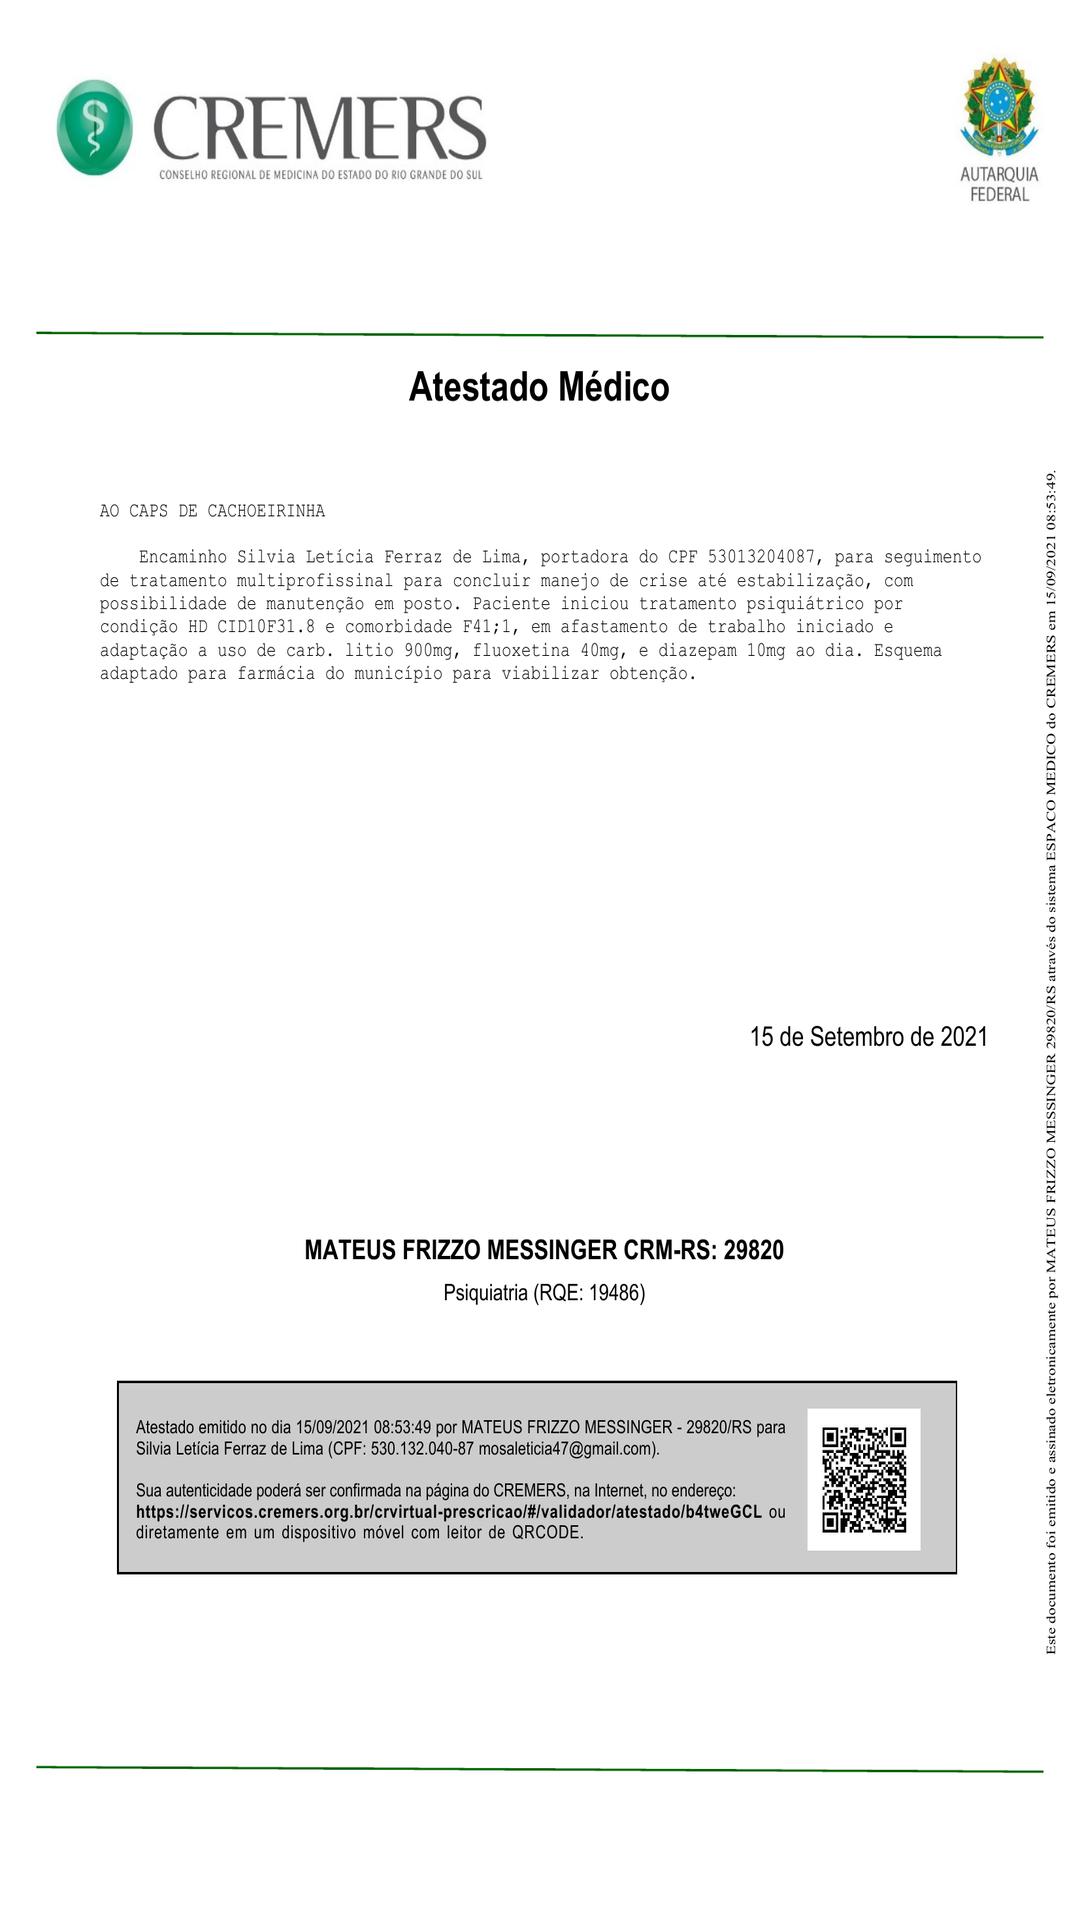 CREMERS
CONSELHO REGIONAL DE MEDICINA DO ESTADO DO RIO GRANDE DO SUL
AUTARQUIA
FEDERAL
Atestado Médico
AO CAPS DE CACHOEIRINHA
Encaminho Silvia Letícia Ferraz de Lima, portadora do CPF 53013204087, para seguimento
de tratamento multiprofissinal para concluir manejo de crise até estabilização, com
possibilidade de manutenção em posto. Paciente iniciou tratamento psiquiátrico por
condição HD CID10F31.8 e comorbidade F41;1, em afastamento de trabalho iniciado e
adaptação a uso de carb. litio 900mg, fluoxetina 40mg, e diazepam 10mg ao dia. Esquema
adaptado para farmácia do município para viabilizar obtenção.
15 de Setembro de 2021
MATEUS FRIZZO MESSINGER CRM-RS: 29820
Psiquiatria (RQE: 19486)
Atestado emitido no dia 15/09/2021 08:53:49 por MATEUS FRIZZO MESSINGER - 29820/RS para
Silvia Letícia Ferraz de Lima (CPF: 530.132.040-87 mosaleticia47@gmail.com).
Sua autenticidade poderá ser confirmada na página do CREMERS, na Internet, no endereço:
https://servicos.cremers.org.br/crvirtual-prescricao/#/validador/atestado/b4tweGCL ou
diretamente em um dispositivo móvel com leitor de QRCODE.
Este documento foi emitido e assinado eletronicamente por MATEUS FRIZZO MESSINGER 29820/RS através do sistema ESPACO MEDICO do CREMERS em 15/09/2021 08:53:49.